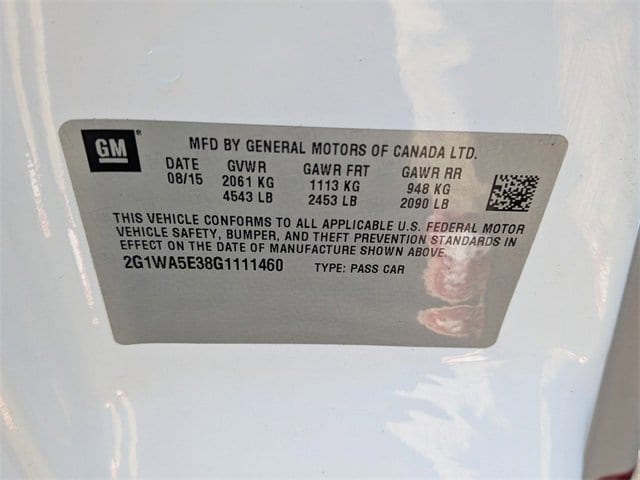 GM
MFD BY GENERAL MOTORS OF CANADA LTD.
DATE GVWR GAWR FRT GAWR RR
08/15 2061 KG 1113 KG 948 KG
4543 LB 2453 LB 2090 LB
THIS VEHICLE CONFORMS TO ALL APPLICABLE U.S. FEDERAL MOTOR
VEHICLE SAFETY, BUMPER, AND THEFT PREVENTION STANDARDS IN
EFFECT ON THE DATE OF MANUFACTURE SHOWN ABOVE.
2G1WA5E38G1111460 TYPE: PASS CAR